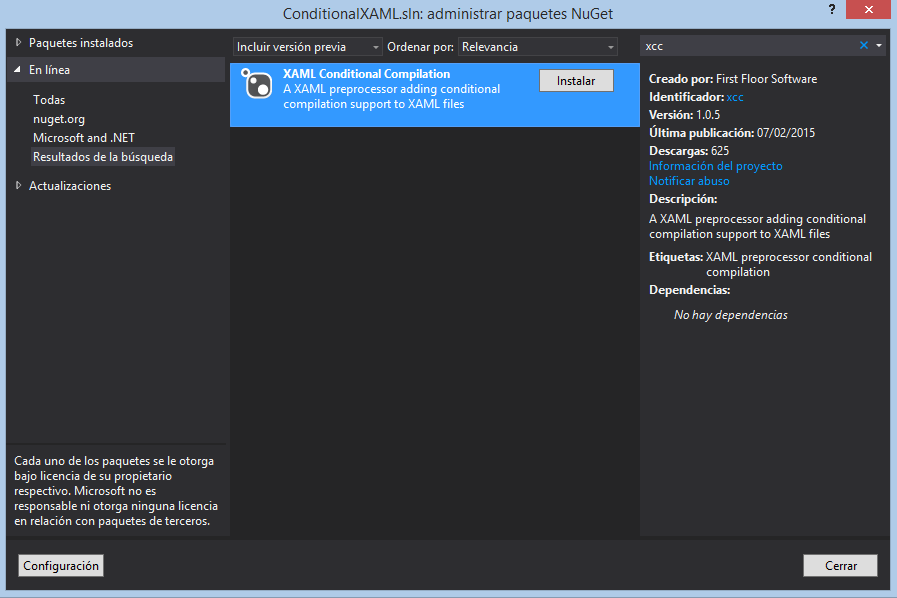 ConditionalXAML.sln: administrar paquetes NuGet
?
Paquetes instalados
En línea
Todas
nuget.org
Microsoft and .NET
Resultados de la búsqueda
Actualizaciones
Cada uno de los paquetes se le otorga
bajo licencia de su propietario
respectivo. Microsoft no es
responsable ni otorga ninguna licencia
en relación con paquetes de terceros.
Incluir versión previa
Ordenar por: Relevancia
XAML Conditional Compilation
A XAML preprocessor adding conditional
compilation support to XAML files
Instalar
xcc
Creado por: First Floor Software
Identificador: xcc
Versión: 1.0.5
Última publicación: 07/02/2015
Descargas: 625
Información del proyecto
Notificar abuso
Descripción:
A XAML preprocessor adding conditional
compilation support to XAML files
Etiquetas: XAML preprocessor conditional
compilation
Dependencias:
No hay dependencias
Configuración
Cerrar